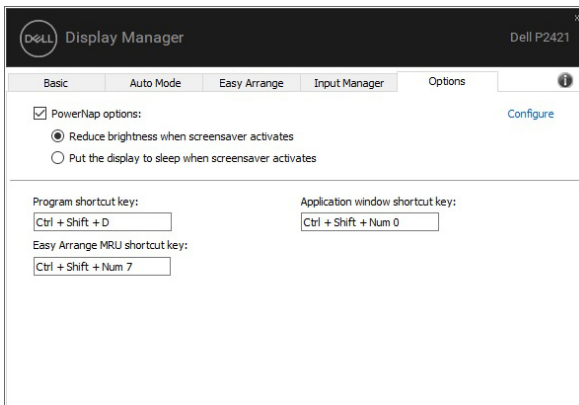 DELL Display Manager Dell P2421
Basic Auto Mode Easy Arrange Input Manager Options
PowerNap options: Configure
Reduce brightness when screensaver activates
Put the display to sleep when screensaver activates
Program shortcut key: Application window shortcut key:
Ctrl + Shift + D Ctrl + Shift + Num 0
Easy Arrange MRU shortcut key:
Ctrl + Shift + Num 7